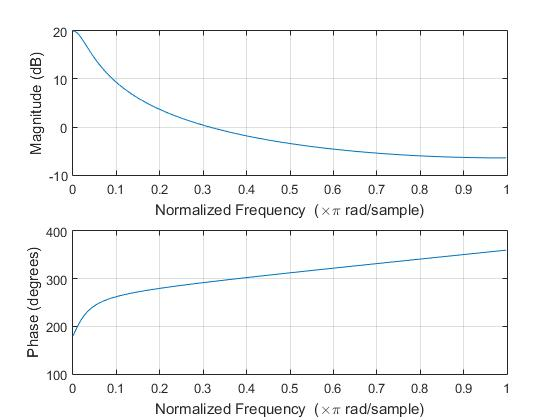 20
10
0
-10
Magnitude (dB)
0 0.1 0.2 0.3 0.4 0.5 0.6 0.7 0.8 0.9 1
Normalized Frequency (×π rad/sample)
400
300
200
100
Phase (degrees)
0 0.1 0.2 0.3 0.4 0.5 0.6 0.7 0.8 0.9 1
Normalized Frequency (×π rad/sample)